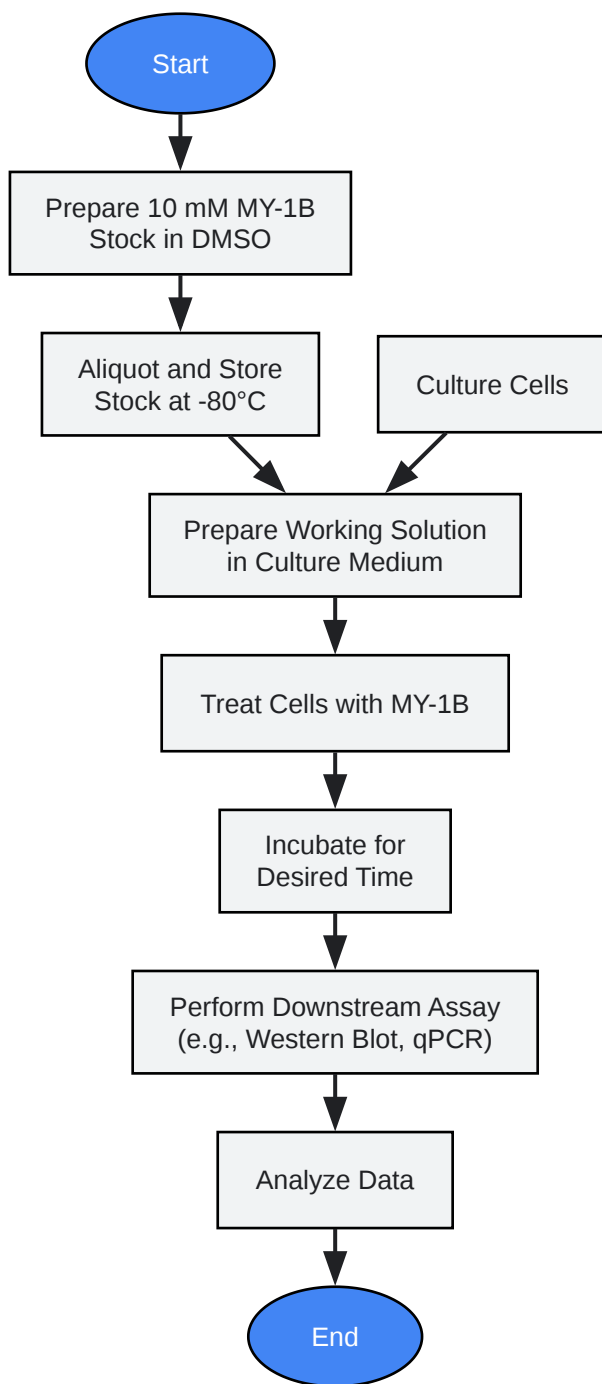 Start
Prepare 10 mM MY-1B
Stock in DMSO
Aliquot and Store
Stock at -80°C
Culture Cells
Prepare Working Solution
in Culture Medium
Treat Cells with MY-1B
Incubate for
Desired Time
Perform Downstream Assay
(e.g., Western Blot, qPCR)
Analyze Data
End